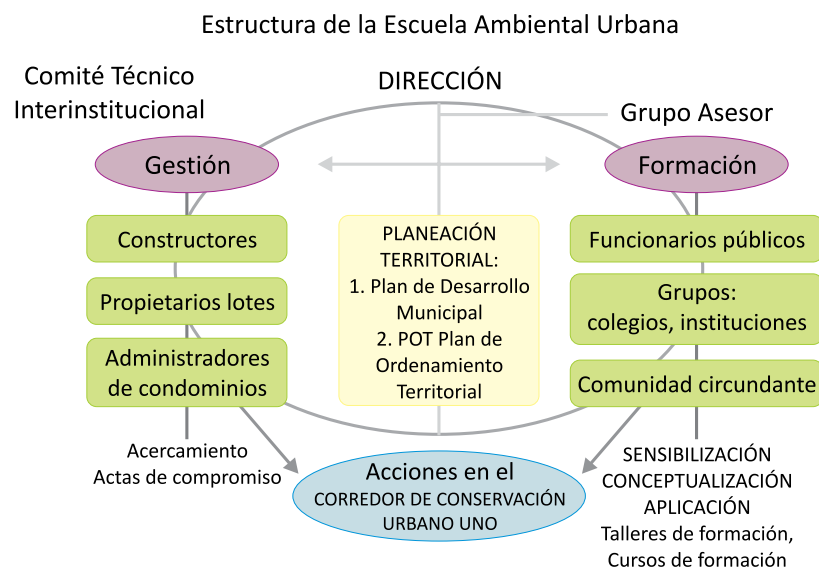 Estructura de la Escuela Ambiental Urbana
Comité Técnico
Interinstitucional
DIRECCIÓN
Grupo Asesor
Gestión
Formación
Constructores
Propietarios lotes
Administradores
de condominios
Acercamiento
Actas de compromiso
PLANEACIÓN
TERRITORIAL:
1. Plan de Desarrollo
Municipal
2. POT Plan de
Ordenamiento
Territorial
Funcionarios públicos
Grupos:
colegios, instituciones
Comunidad circundante
SENSIBILIZACIÓN
CONCEPTUALIZACIÓN
APLICACIÓN
Talleres de formación,
Cursos de formación
Acciones en el
CORREDOR DE CONSERVACIÓN
URBANO UNO